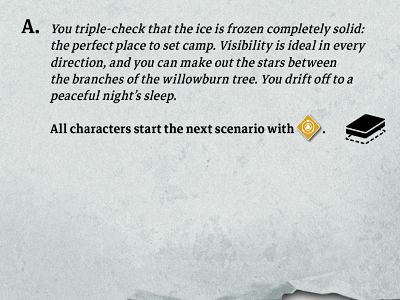 A. You triple-check that the ice is frozen completely solid:
the perfect place to set camp. Visibility is ideal in every
direction, and you can make out the stars between
the branches of the willowburn tree. You drift off to a
peaceful night's sleep.
All characters start the next scenario with .